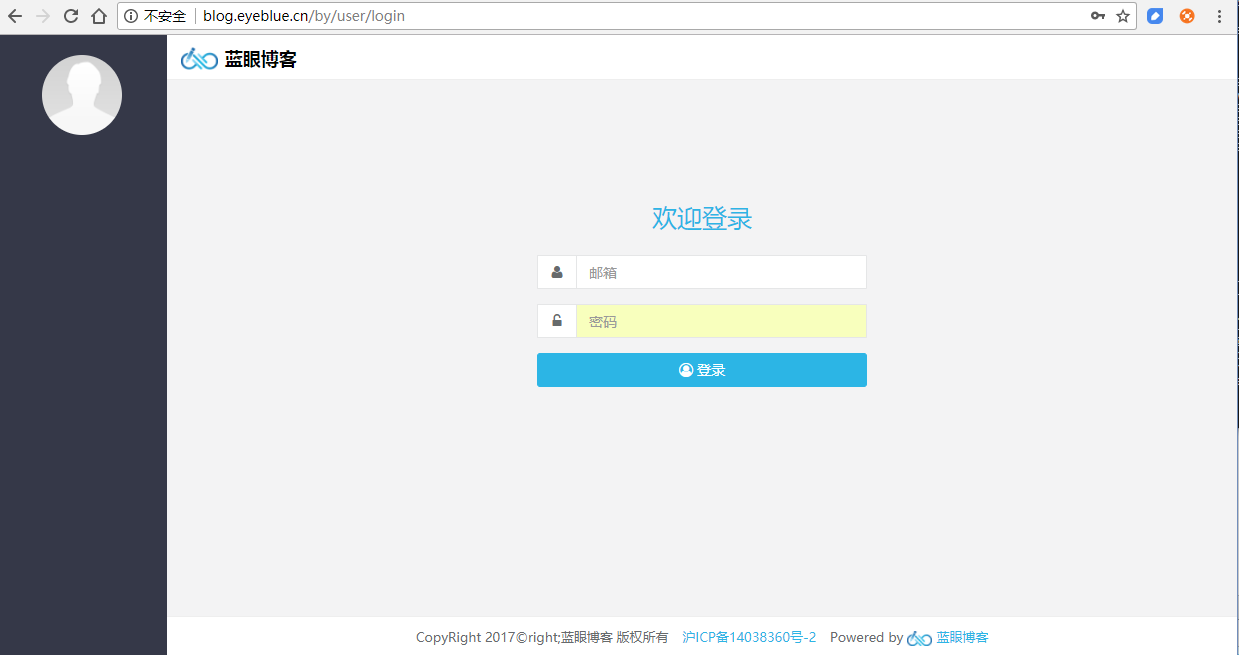 不安全 blog.eyeblue.cn/by/user/login
蓝眼博客
欢迎登录
邮箱
密码
登录
CopyRight 2017©right;蓝眼博客 版权所有 沪ICP备14038360号-2 Powered by 蓝眼博客